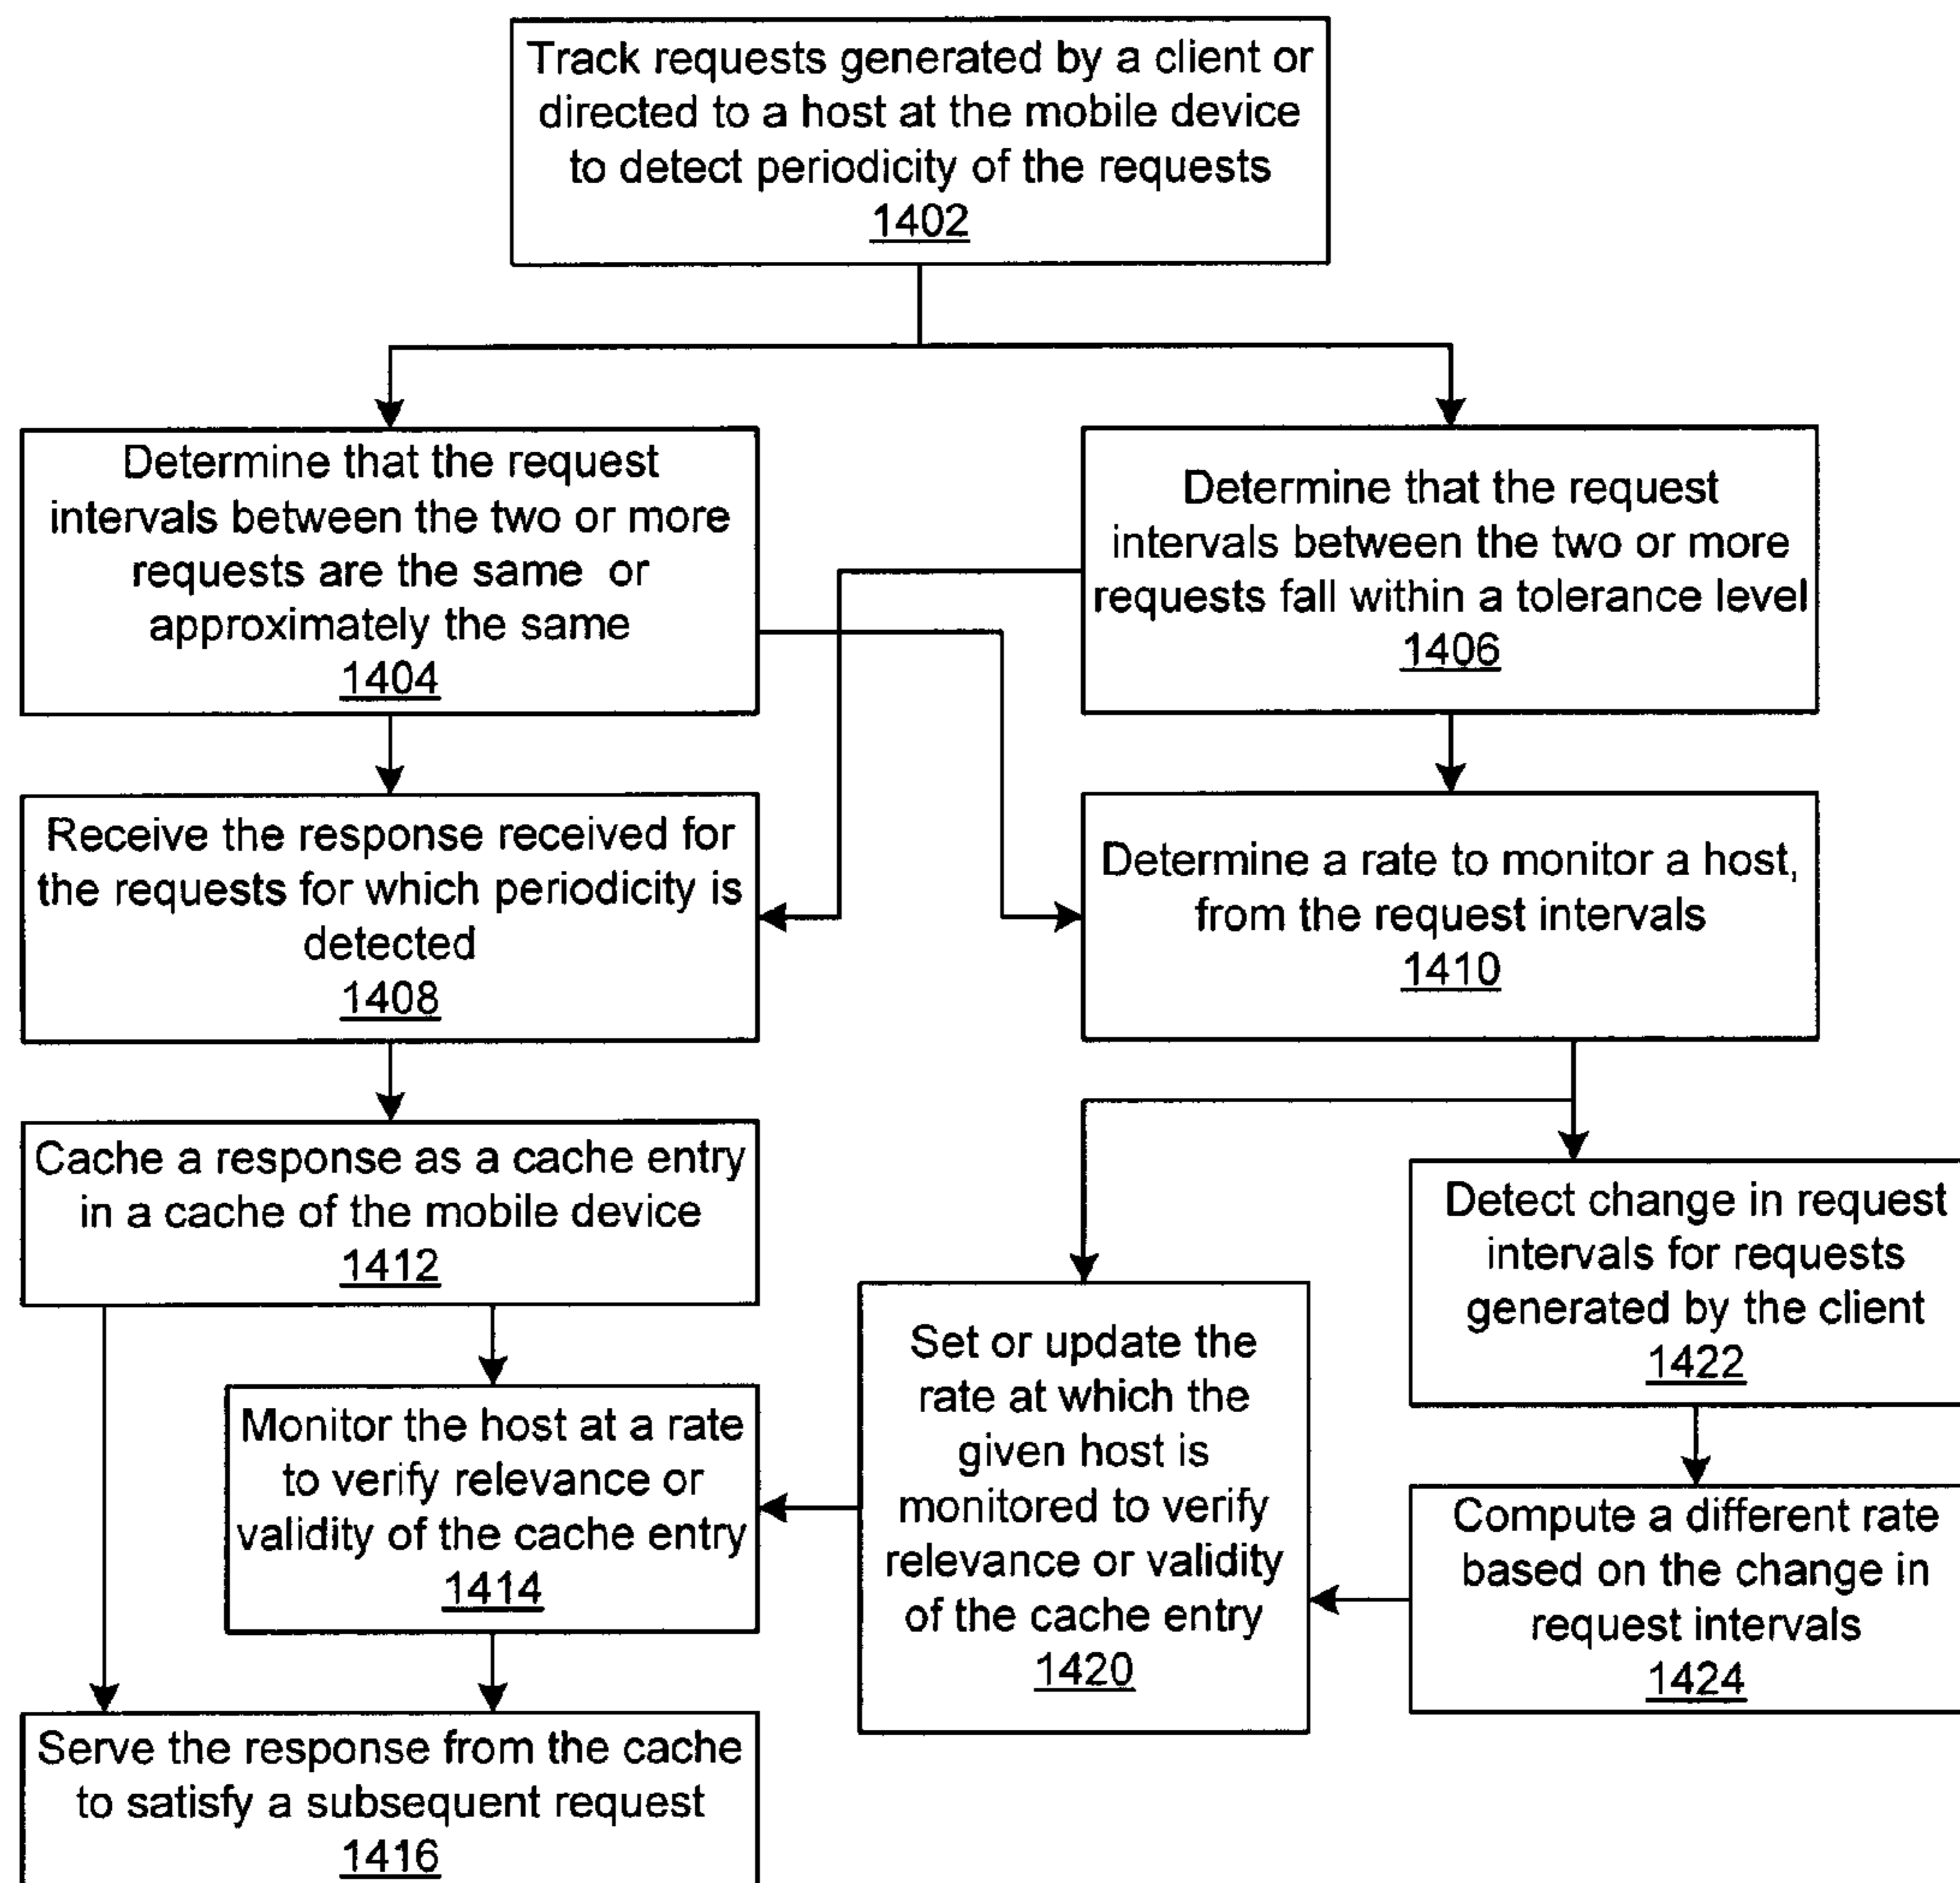 Track requests generated by a client or
directed to a host at the mobile device
to detect periodicity of the requests
1402
Determine that the request
intervals between the two or more
requests are the same or
approximately the same
1404
Determine that the request
intervals between the two or more
requests fall within a tolerance level
1406
Receive the response received for
the requests for which periodicity is
detected
1408
Determine a rate to monitor a host,
from the request intervals
1410
Cache a response as a cache entry
in a cache of the mobile device
1412
Detect change in request
intervals for requests
generated by the client
1422
Monitor the host at a rate
to verify relevance or
validity of the cache entry
1414
Set or update the
rate at which the
given host is
monitored to verify
relevance or validity
of the cache entry
1420
Compute a different rate
based on the change in
request intervals
1424
Serve the response from the cache
to satisfy a subsequent request
1416